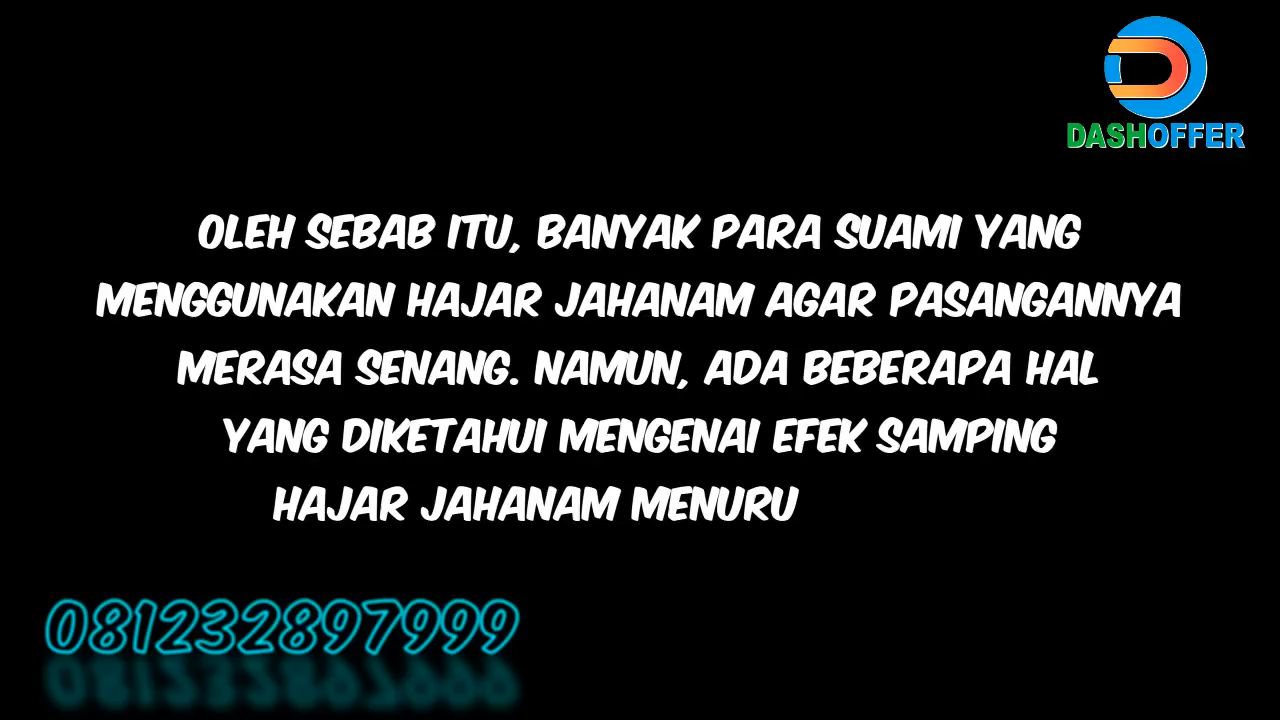 DASHOFFER
OLEH SEBAB ITU, BANYAK PARA SUAMI YANG
MENGGUNAKAN HAJAR JAHANAM AGAR PASANGANNYA
MERASA SENANG. NAMUN, ADA BEBERAPA HAL
YANG DIKETAHUI MENGENAI EFEK SAMPING
HAJAR JAHANAM MENURU
081232897999